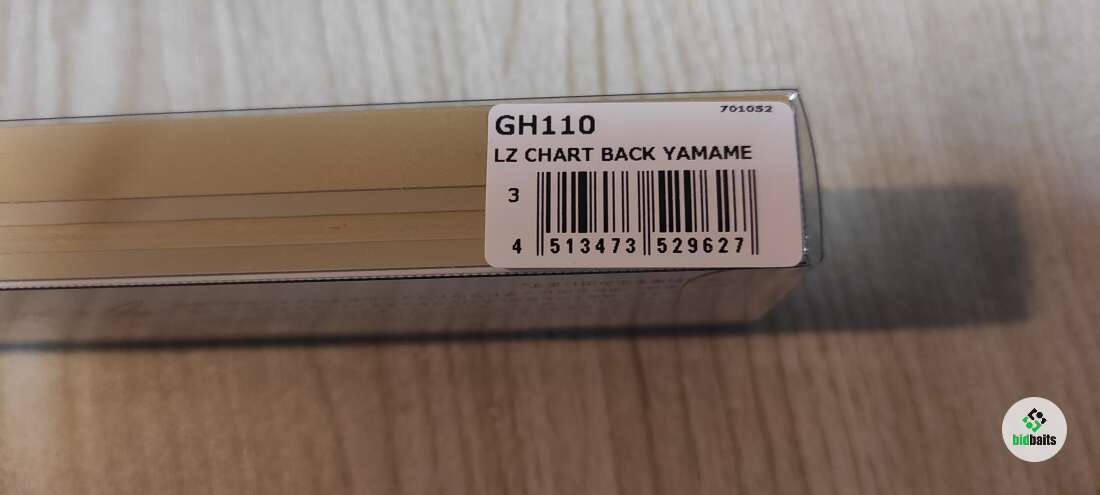 701052
GH110
LZ CHART BACK YAMAME
3
4 513473 529627
bidbaits